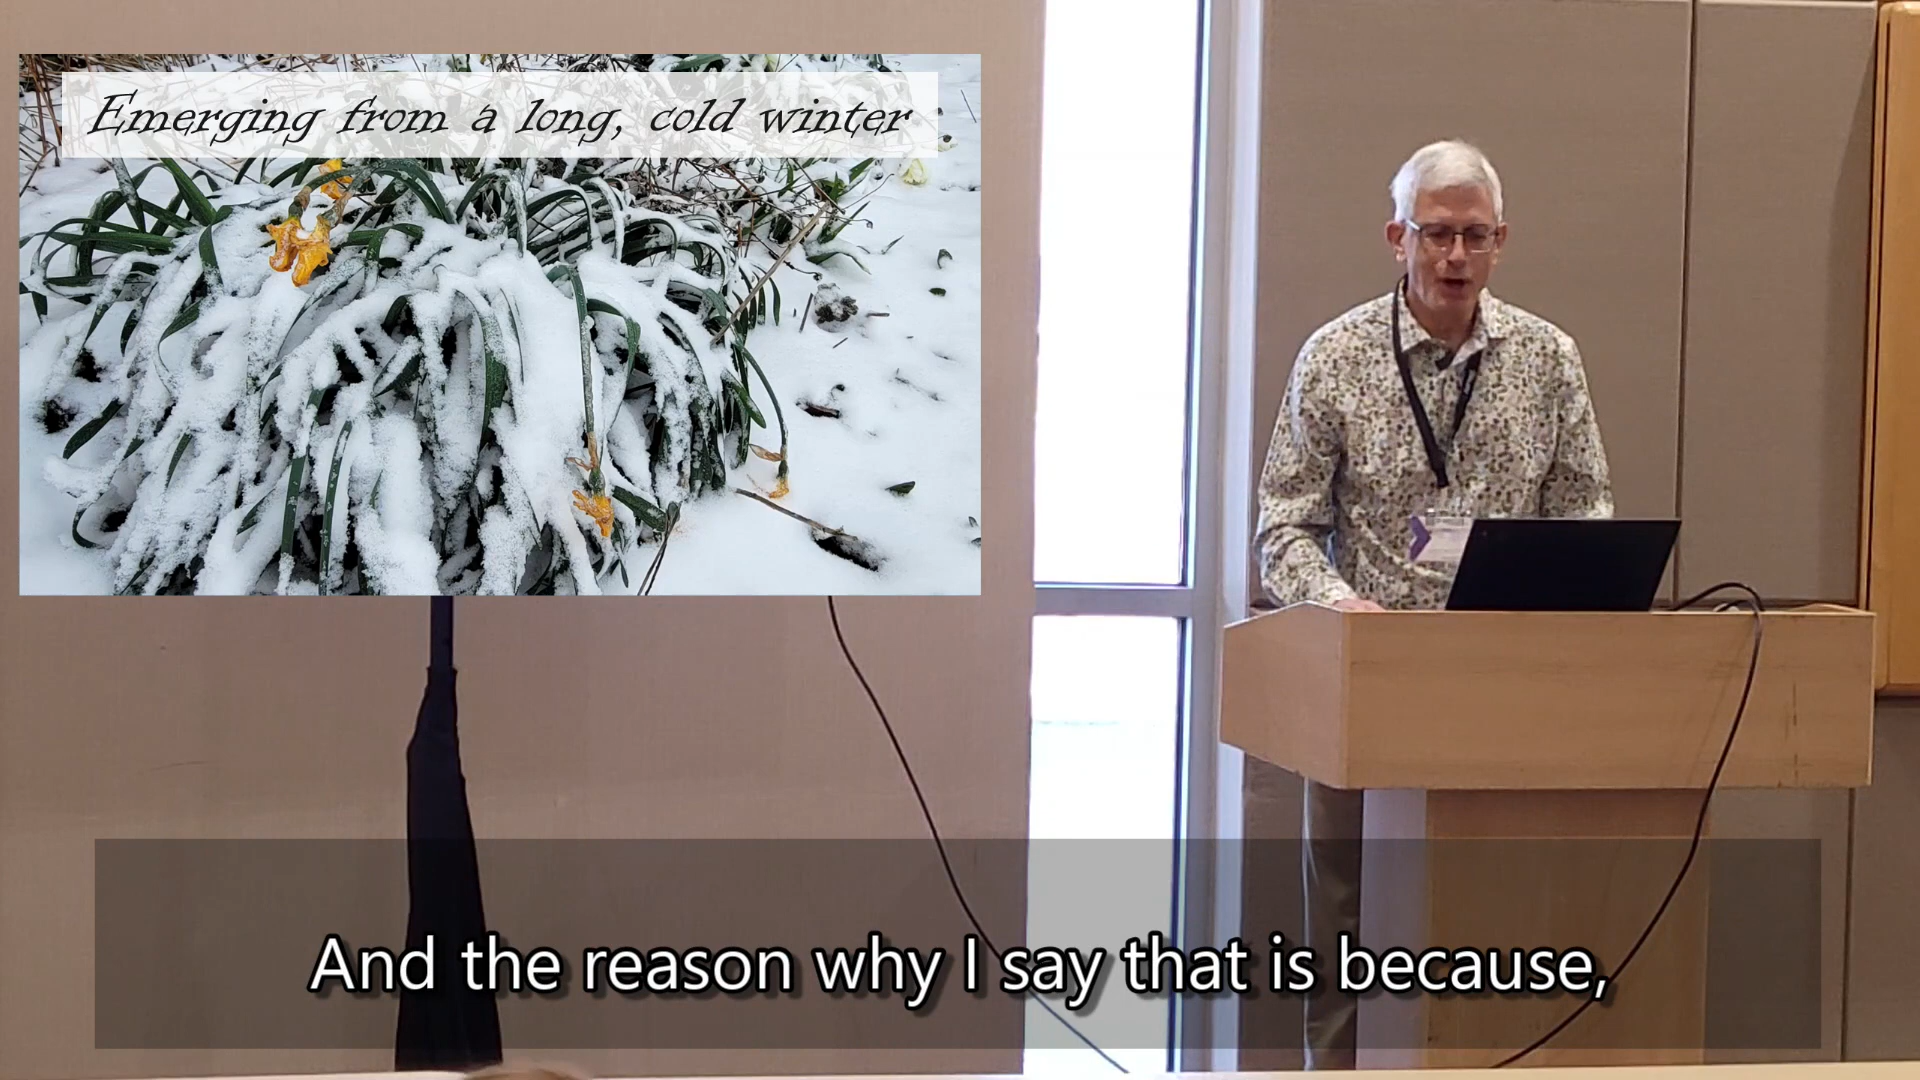 Emerging from a long, cold winter
And the reason why I say that is because,